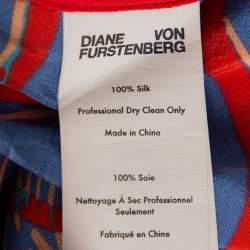 DIANE VON
FURSTENBERG
100% Silk
Professional Dry Clean Only
Made in China
100% Soie
Nettoyage À Sec Professionnel
Seulement
Fabriqué en Chine